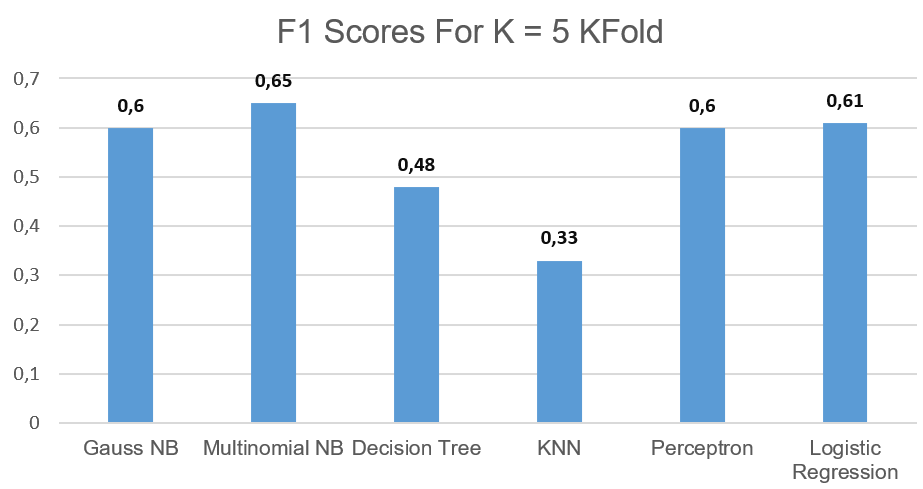 F1 Scores For K = 5 KFold
0,7
0,6
0,5
0,4
0,3
0,2
0,1
0
0,6
0,65
0,48
0,33
0,6
0,61
Gauss NB
Multinomial NB
Decision Tree
KNN
Perceptron
Logistic
Regression